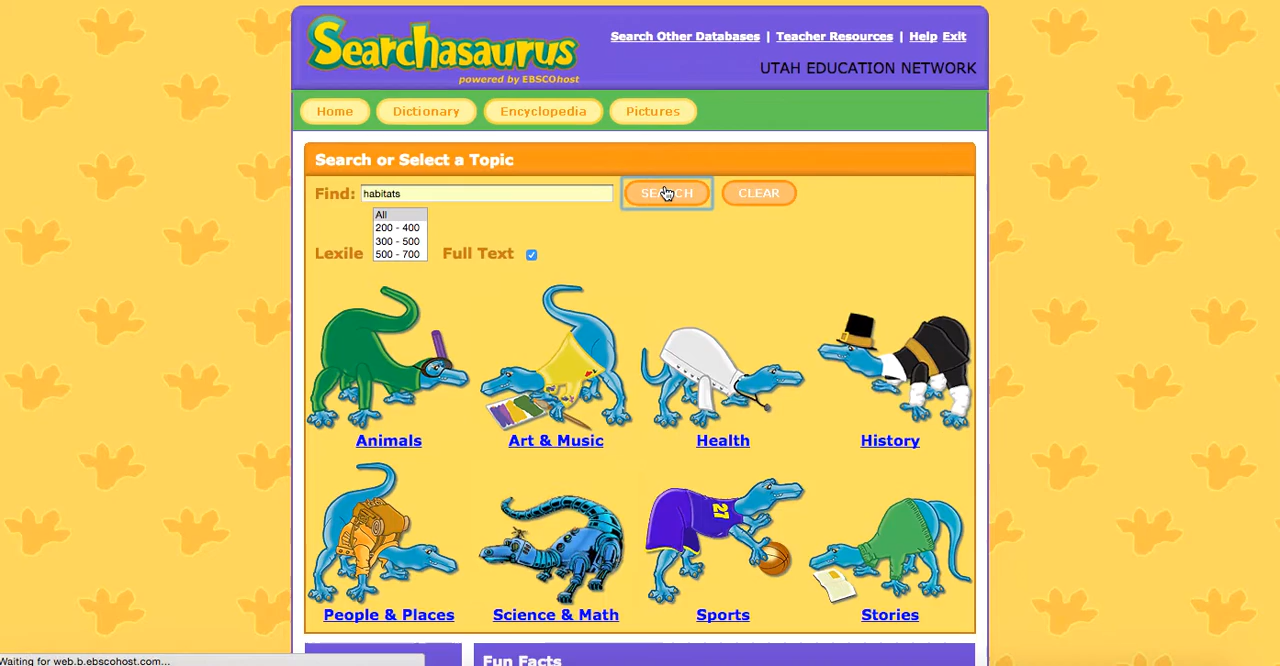 Searchasaurus
powered by EBSCOhost
Search Other Databases | Teacher Resources | Help Exit
UTAH EDUCATION NETWORK
Home Dictionary Encyclopedia Pictures
Search or Select a Topic
Find: habitats SEARCH CLEAR
All
200 - 400
300 - 500
500 - 700
Lexile Full Text
27
Animals Art & Music Health History
People & Places Science & Math Sports Stories
Fun Facts
Waiting for web.b.ebscohost.com...